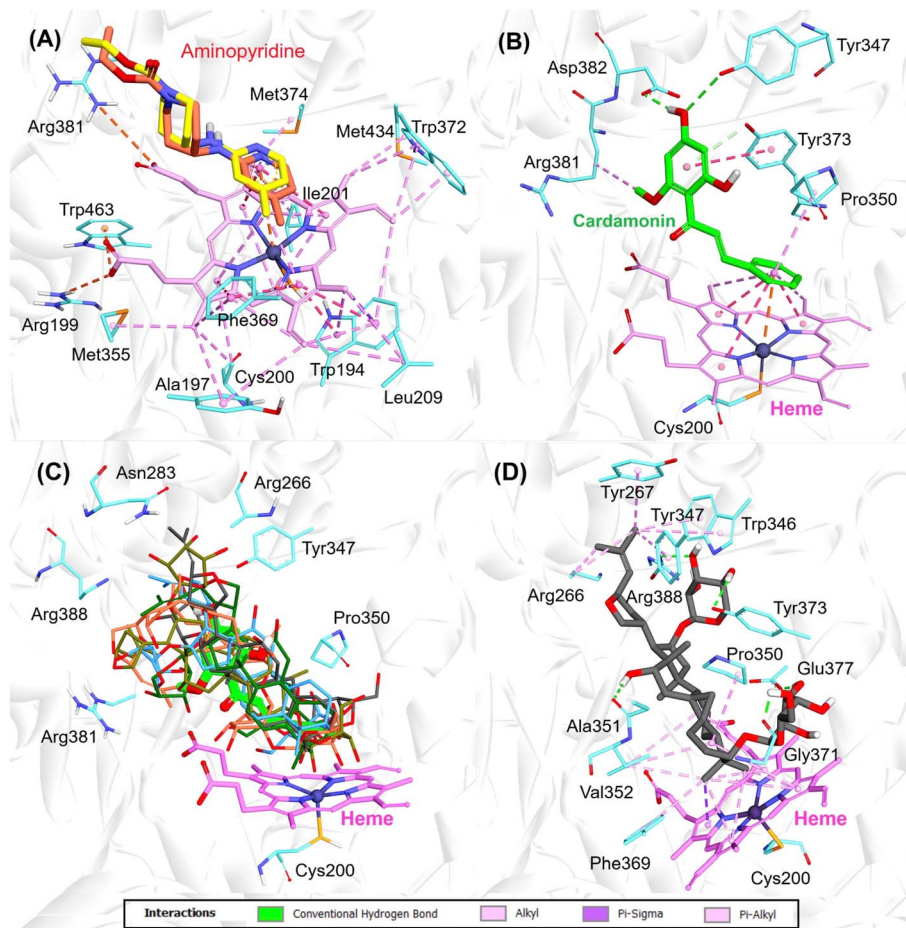 (A)
Aminopyridine
Arg381
Met374
Met434
Trp372
Ile201
Trp463
Arg199
Met355
Phe369
Ala197
Cys200
Trp194
Leu209
(B)
Asp382
Tyr347
Arg381
Tyr373
Cardamonin
Pro350
Heme
Cys200
(C)
Asn283
Arg266
Tyr347
Arg388
Pro350
Arg381
Heme
Cys200
(D)
Tyr267
Tyr347
Trp346
Arg266
Arg388
Tyr373
Pro350
Glu377
Ala351
Gly371
Val352
Heme
Phe369
Cys200
Interactions Conventional Hydrogen Bond Alkyl Pi-Sigma Pi-Alkyl